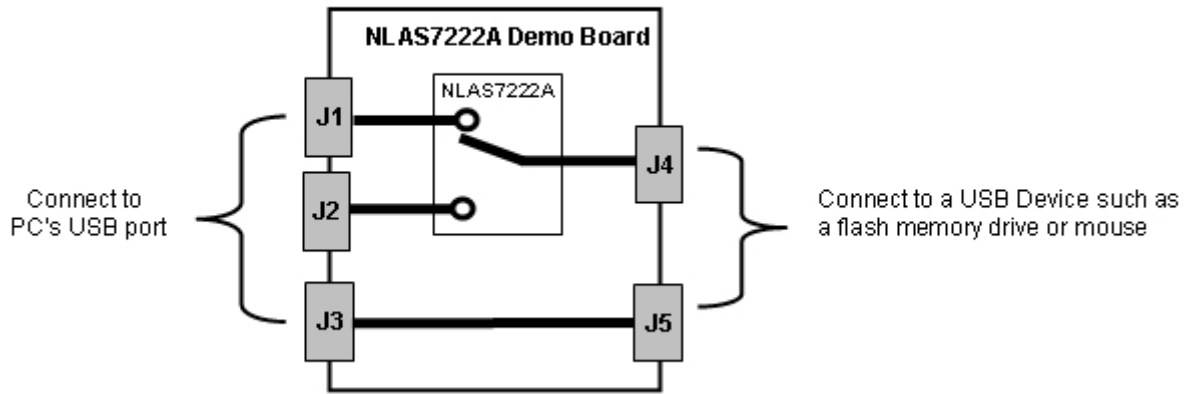 NLAS7222A Demo Board
NLAS7222A
J1
J2
J3
J4
J5
Connect to
PC's USB port
Connect to a USB Device such as
a flash memory drive or mouse